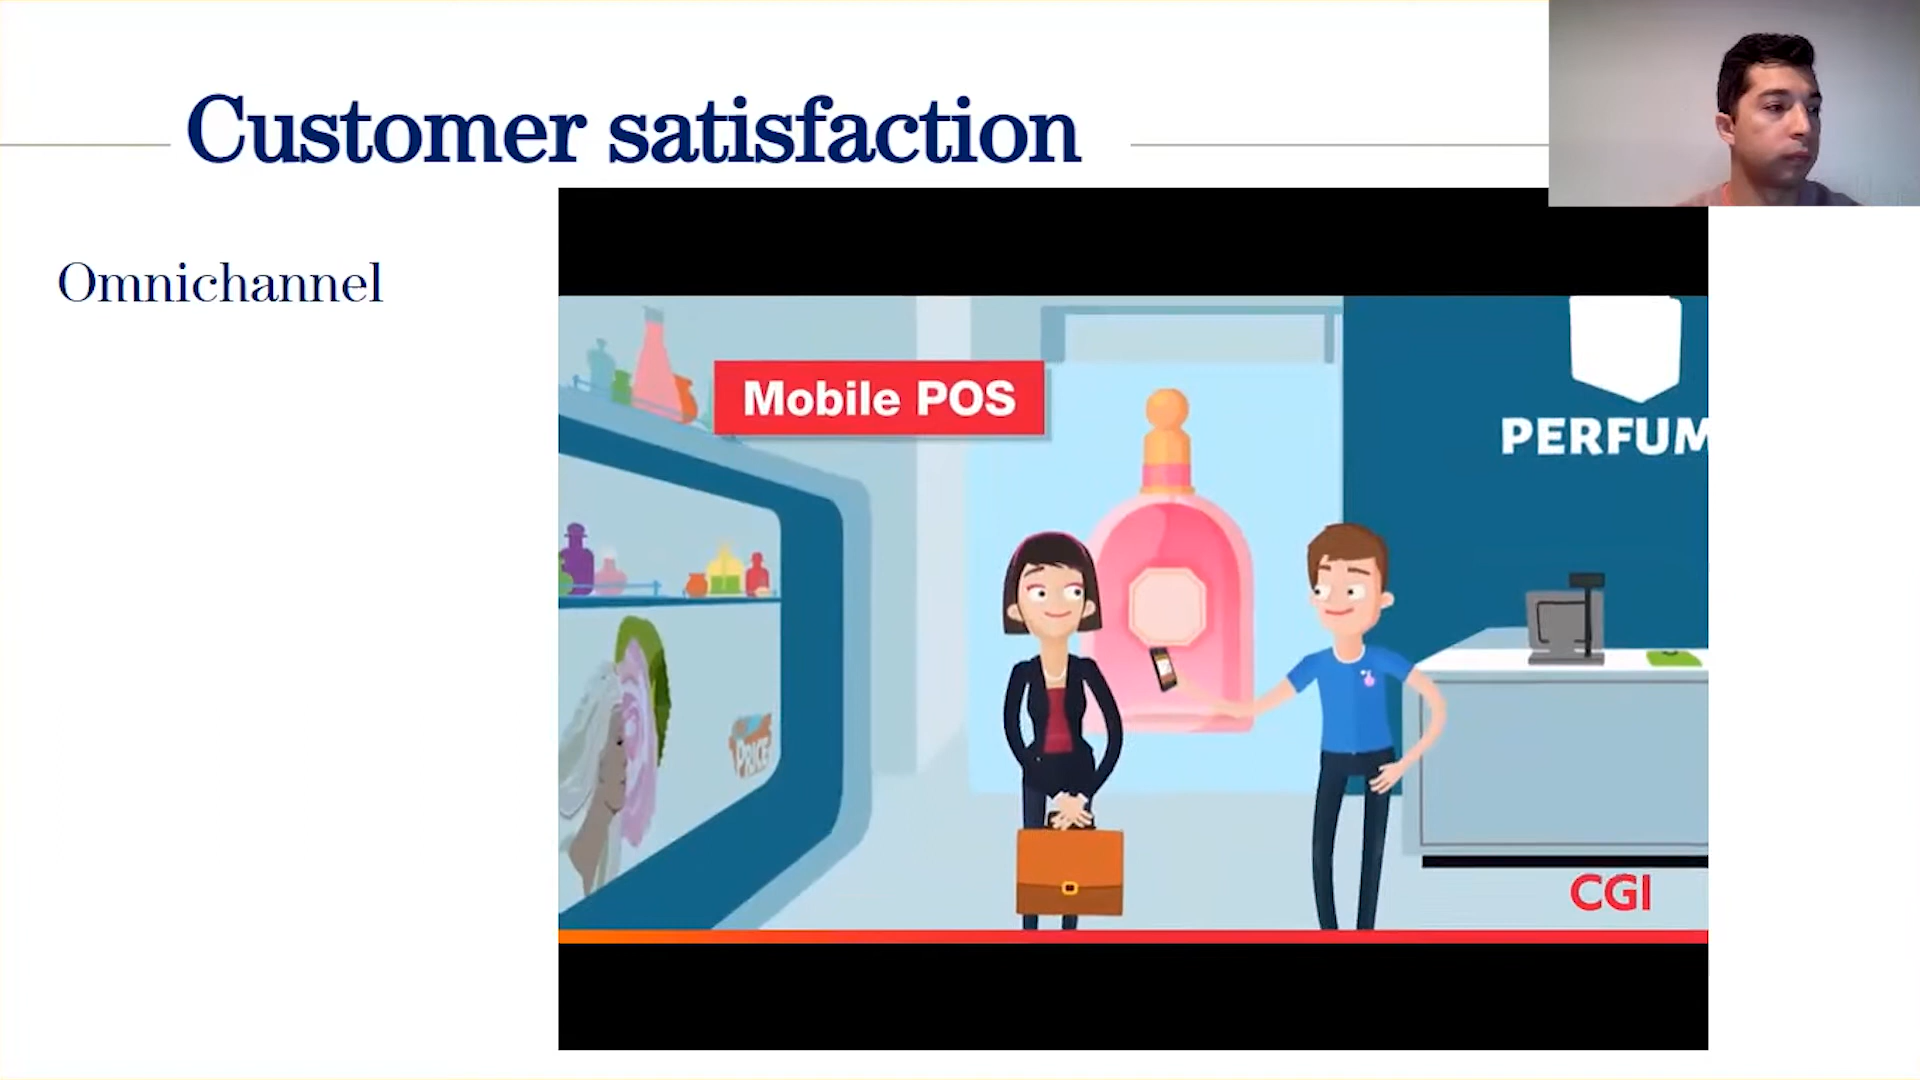 Customer satisfaction
Omnichannel
Mobile POS
PERFUM
PRICE
CGI